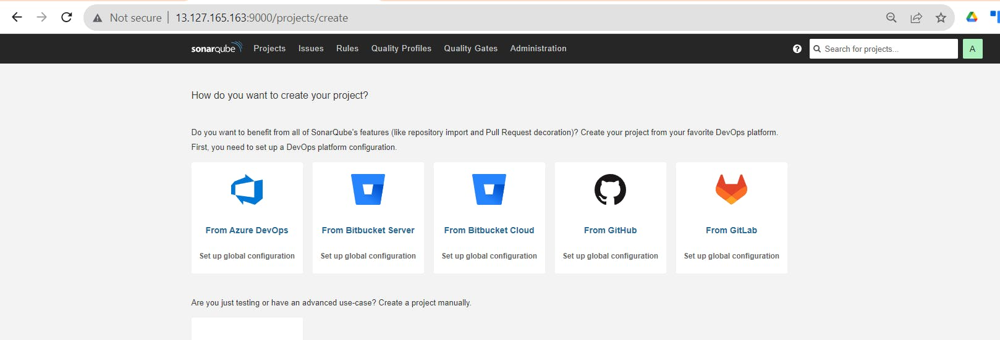 Not secure | 13.127.165.163:9000/projects/create
sonarqube Projects Issues Rules Quality Profiles Quality Gates Administration ? Search for projects... A
How do you want to create your project?
Do you want to benefit from all of SonarQube's features (like repository import and Pull Request decoration)? Create your project from your favorite DevOps platform.
First, you need to set up a DevOps platform configuration.
From Azure DevOps From Bitbucket Server From Bitbucket Cloud From GitHub From GitLab
Set up global configuration Set up global configuration Set up global configuration Set up global configuration Set up global configuration
Are you just testing or have an advanced use-case? Create a project manually.